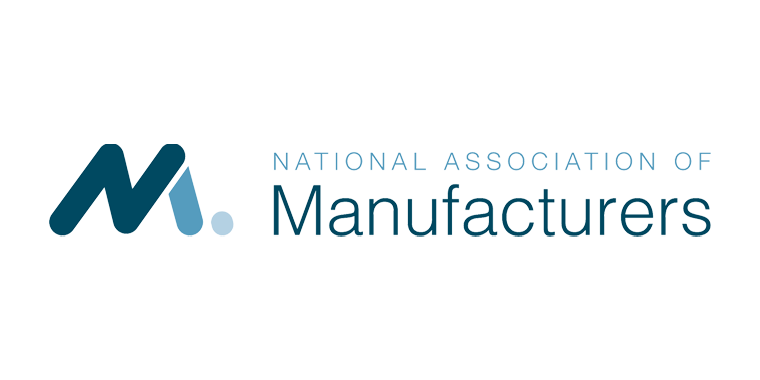 NATIONAL ASSOCIATION OF
Manufacturers